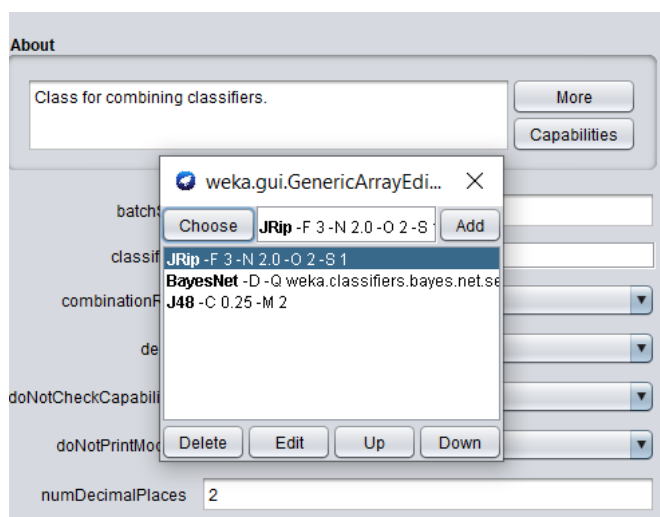 About
Class for combining classifiers.
More
Capabilities
weka.gui.GenericArrayEdi...
Choose
JRip -F 3 -N 2.0 -O 2 -S
Add
JRip -F 3 -N 2.0 -O 2 -S 1
BayesNet -D -Q weka.classifiers.bayes.net.se
J48 -C 0.25 -M 2
batch
classif
combinationR
de
doNotCheckCapabili
doNotPrintMo
Delete
Edit
Up
Down
numDecimalPlaces
2